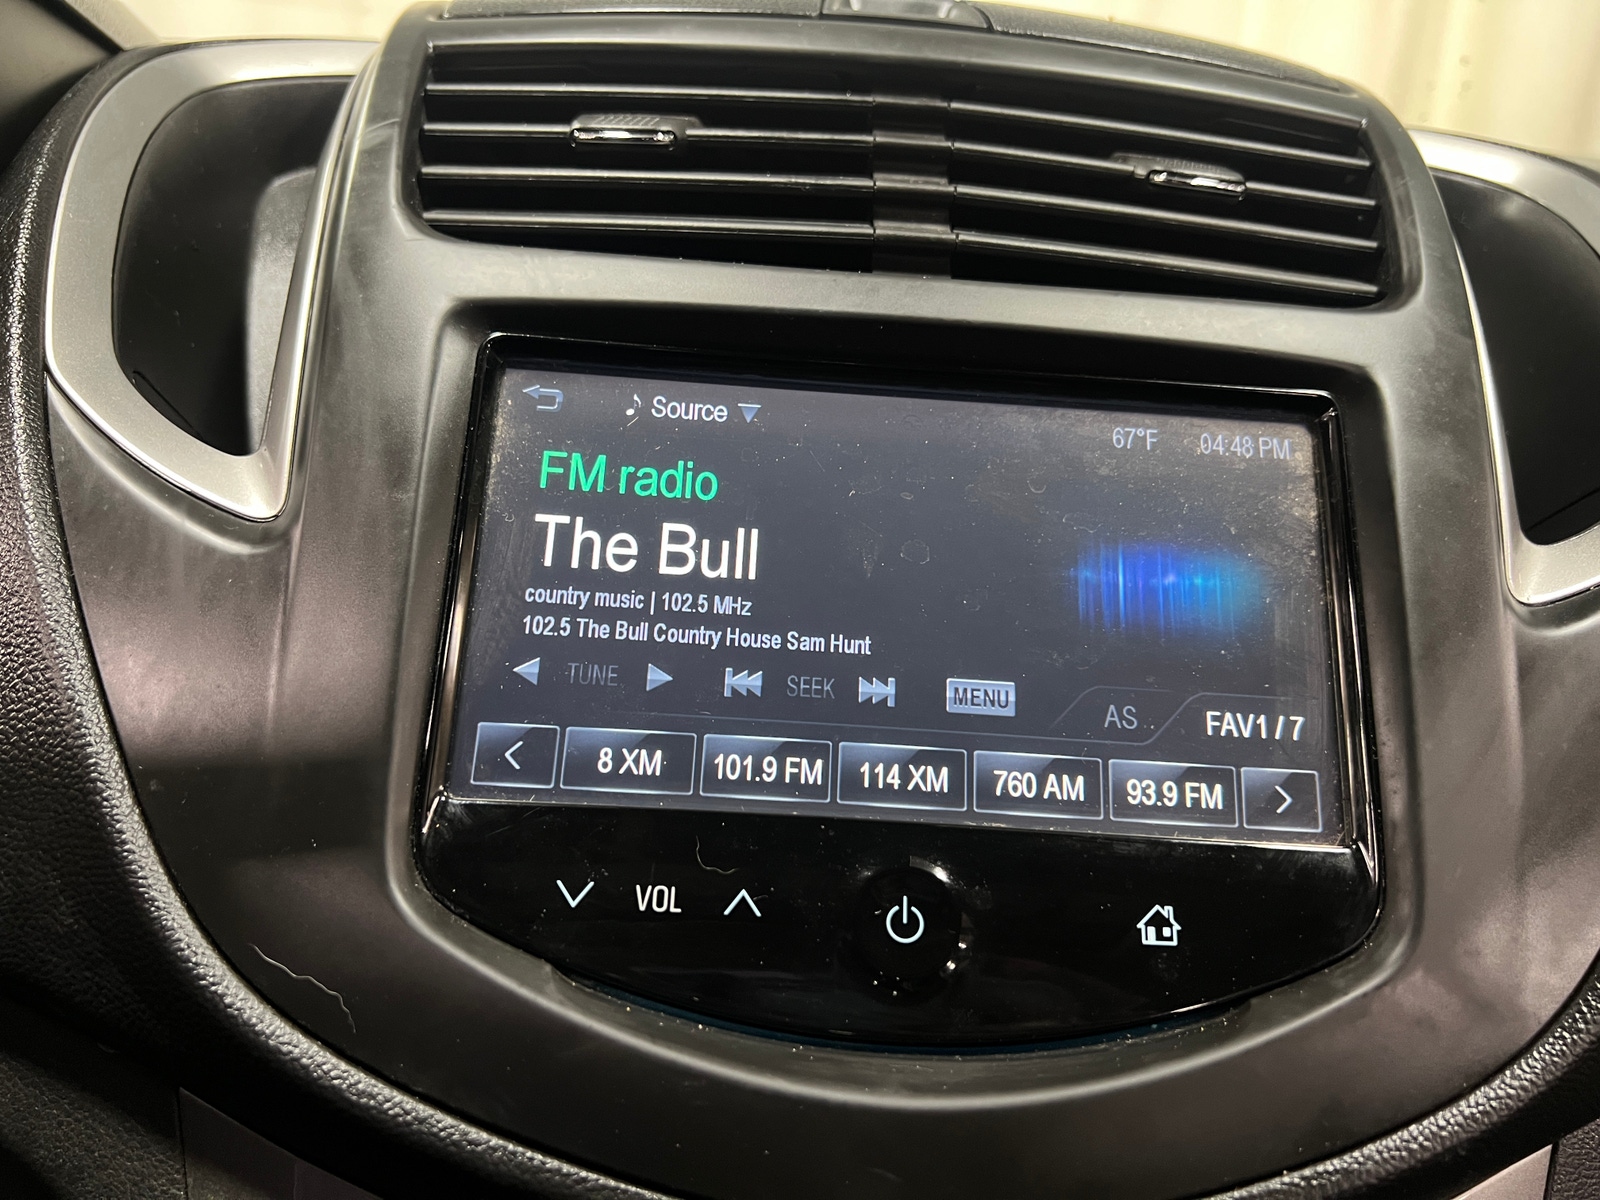 Source
67°F 04:48 PM
FM radio
The Bull
country music | 102.5 MHz
102.5 The Bull Country House Sam Hunt
TUNE SEEK MENU AS.. FAV1 / 7
< 8 XM 101.9 FM 114 XM 760 AM 93.9 FM >
VOL